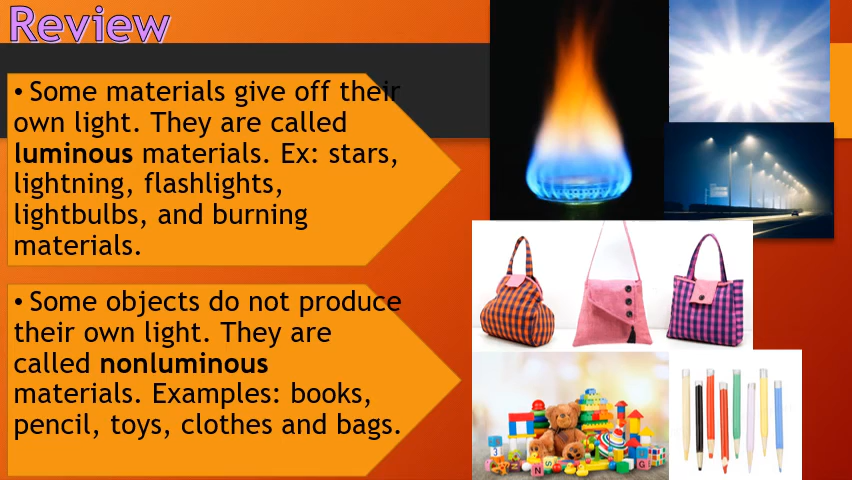 Review
• Some materials give off their
own light. They are called
luminous materials. Ex: stars,
lightning, flashlights,
lightbulbs, and burning
materials.
• Some objects do not produce
their own light. They are
called nonluminous
materials. Examples: books,
pencil, toys, clothes and bags.